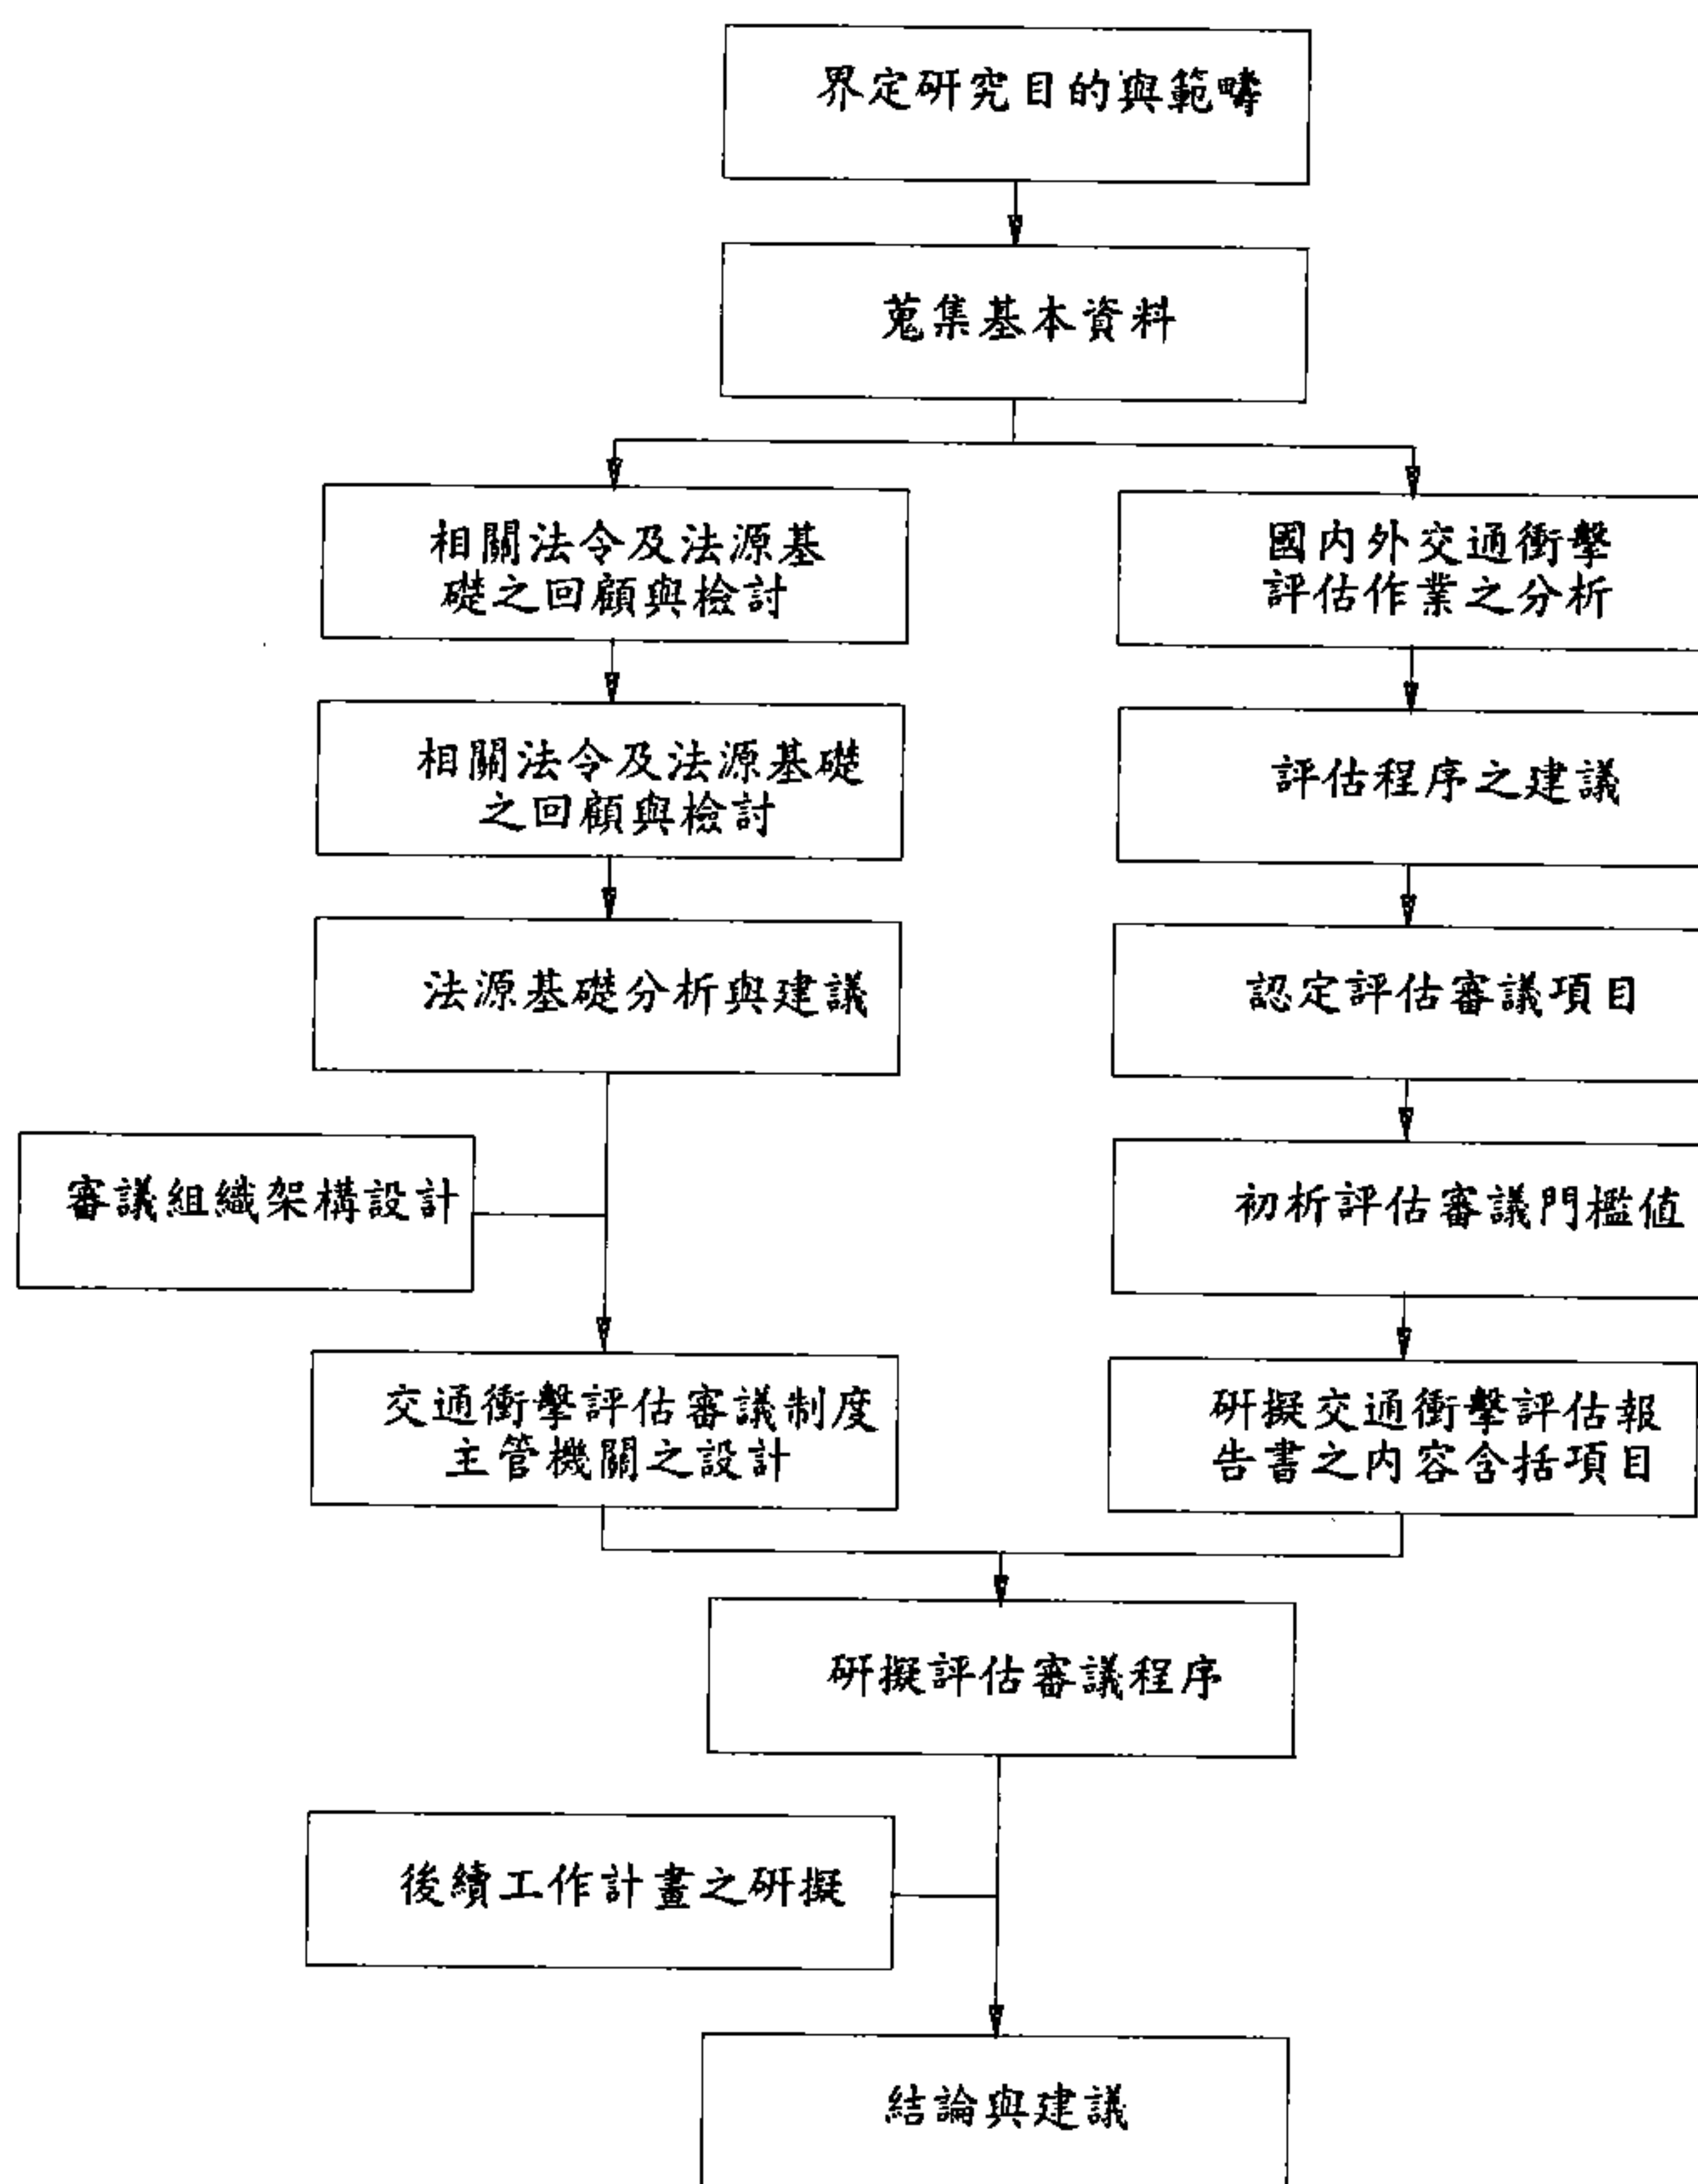 界定研究目的與範疇
蒐集基本資料
相關法令及法源基
礎之回顧與檢討
相關法令及法源基礎
之回顧與檢討
法源基礎分析與建議
審議組織架構設計
交通衝擊評估審議制度
主管機關之設計
國內外交通衝擊
評估作業之分析
評估程序之建議
認定評估審議項目
初析評估審議門檻值
研擬交通衝擊評估報
告書之內容含括項目
研擬評估審議程序
後續工作計畫之研擬
結論與建議